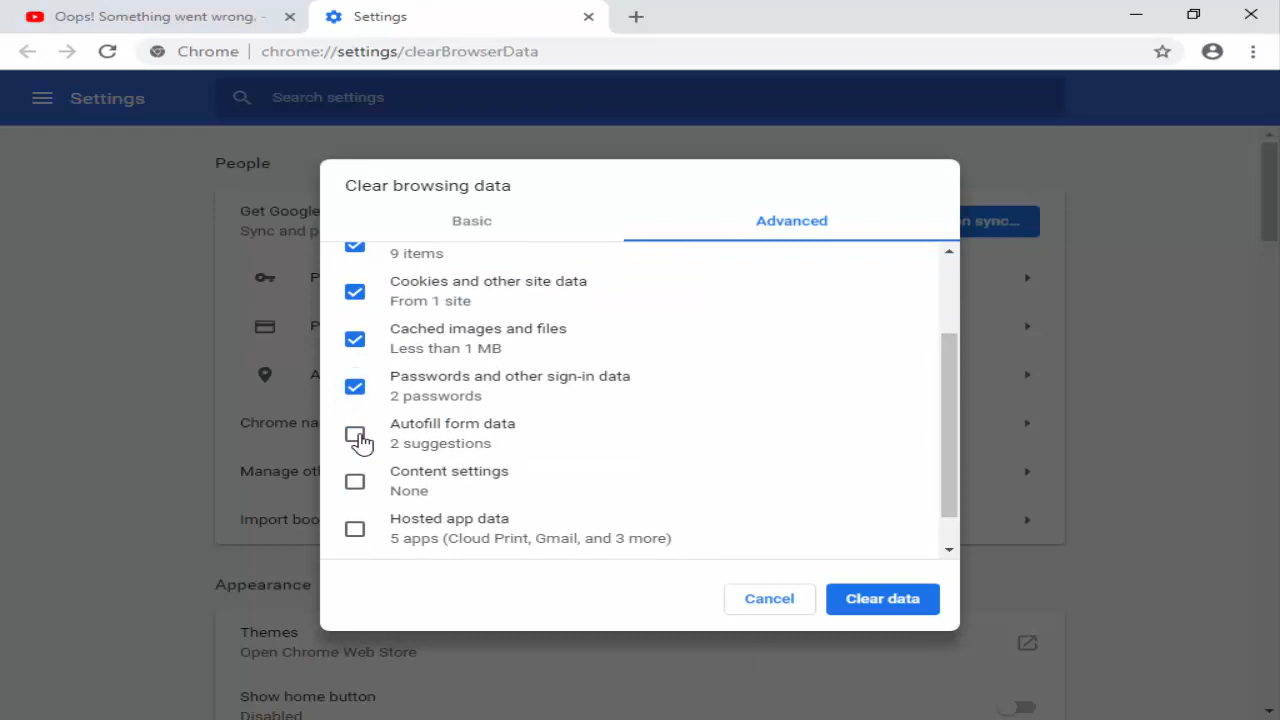 Oops! Something went wrong. -
Settings
Chrome
chrome://settings/clearBrowserData
Settings
Search settings
People
Get Google
Sync and p
n sync...
P
P
A
Chrome na
Manage ot
Import boo
Clear browsing data
Basic
Advanced
9 items
Cookies and other site data
From 1 site
Cached images and files
Less than 1 MB
Passwords and other sign-in data
2 passwords
Autofill form data
2 suggestions
Content settings
None
Hosted app data
5 apps (Cloud Print, Gmail, and 3 more)
Cancel
Clear data
Appearance
Themes
Open Chrome Web Store
Show home button
Disabled